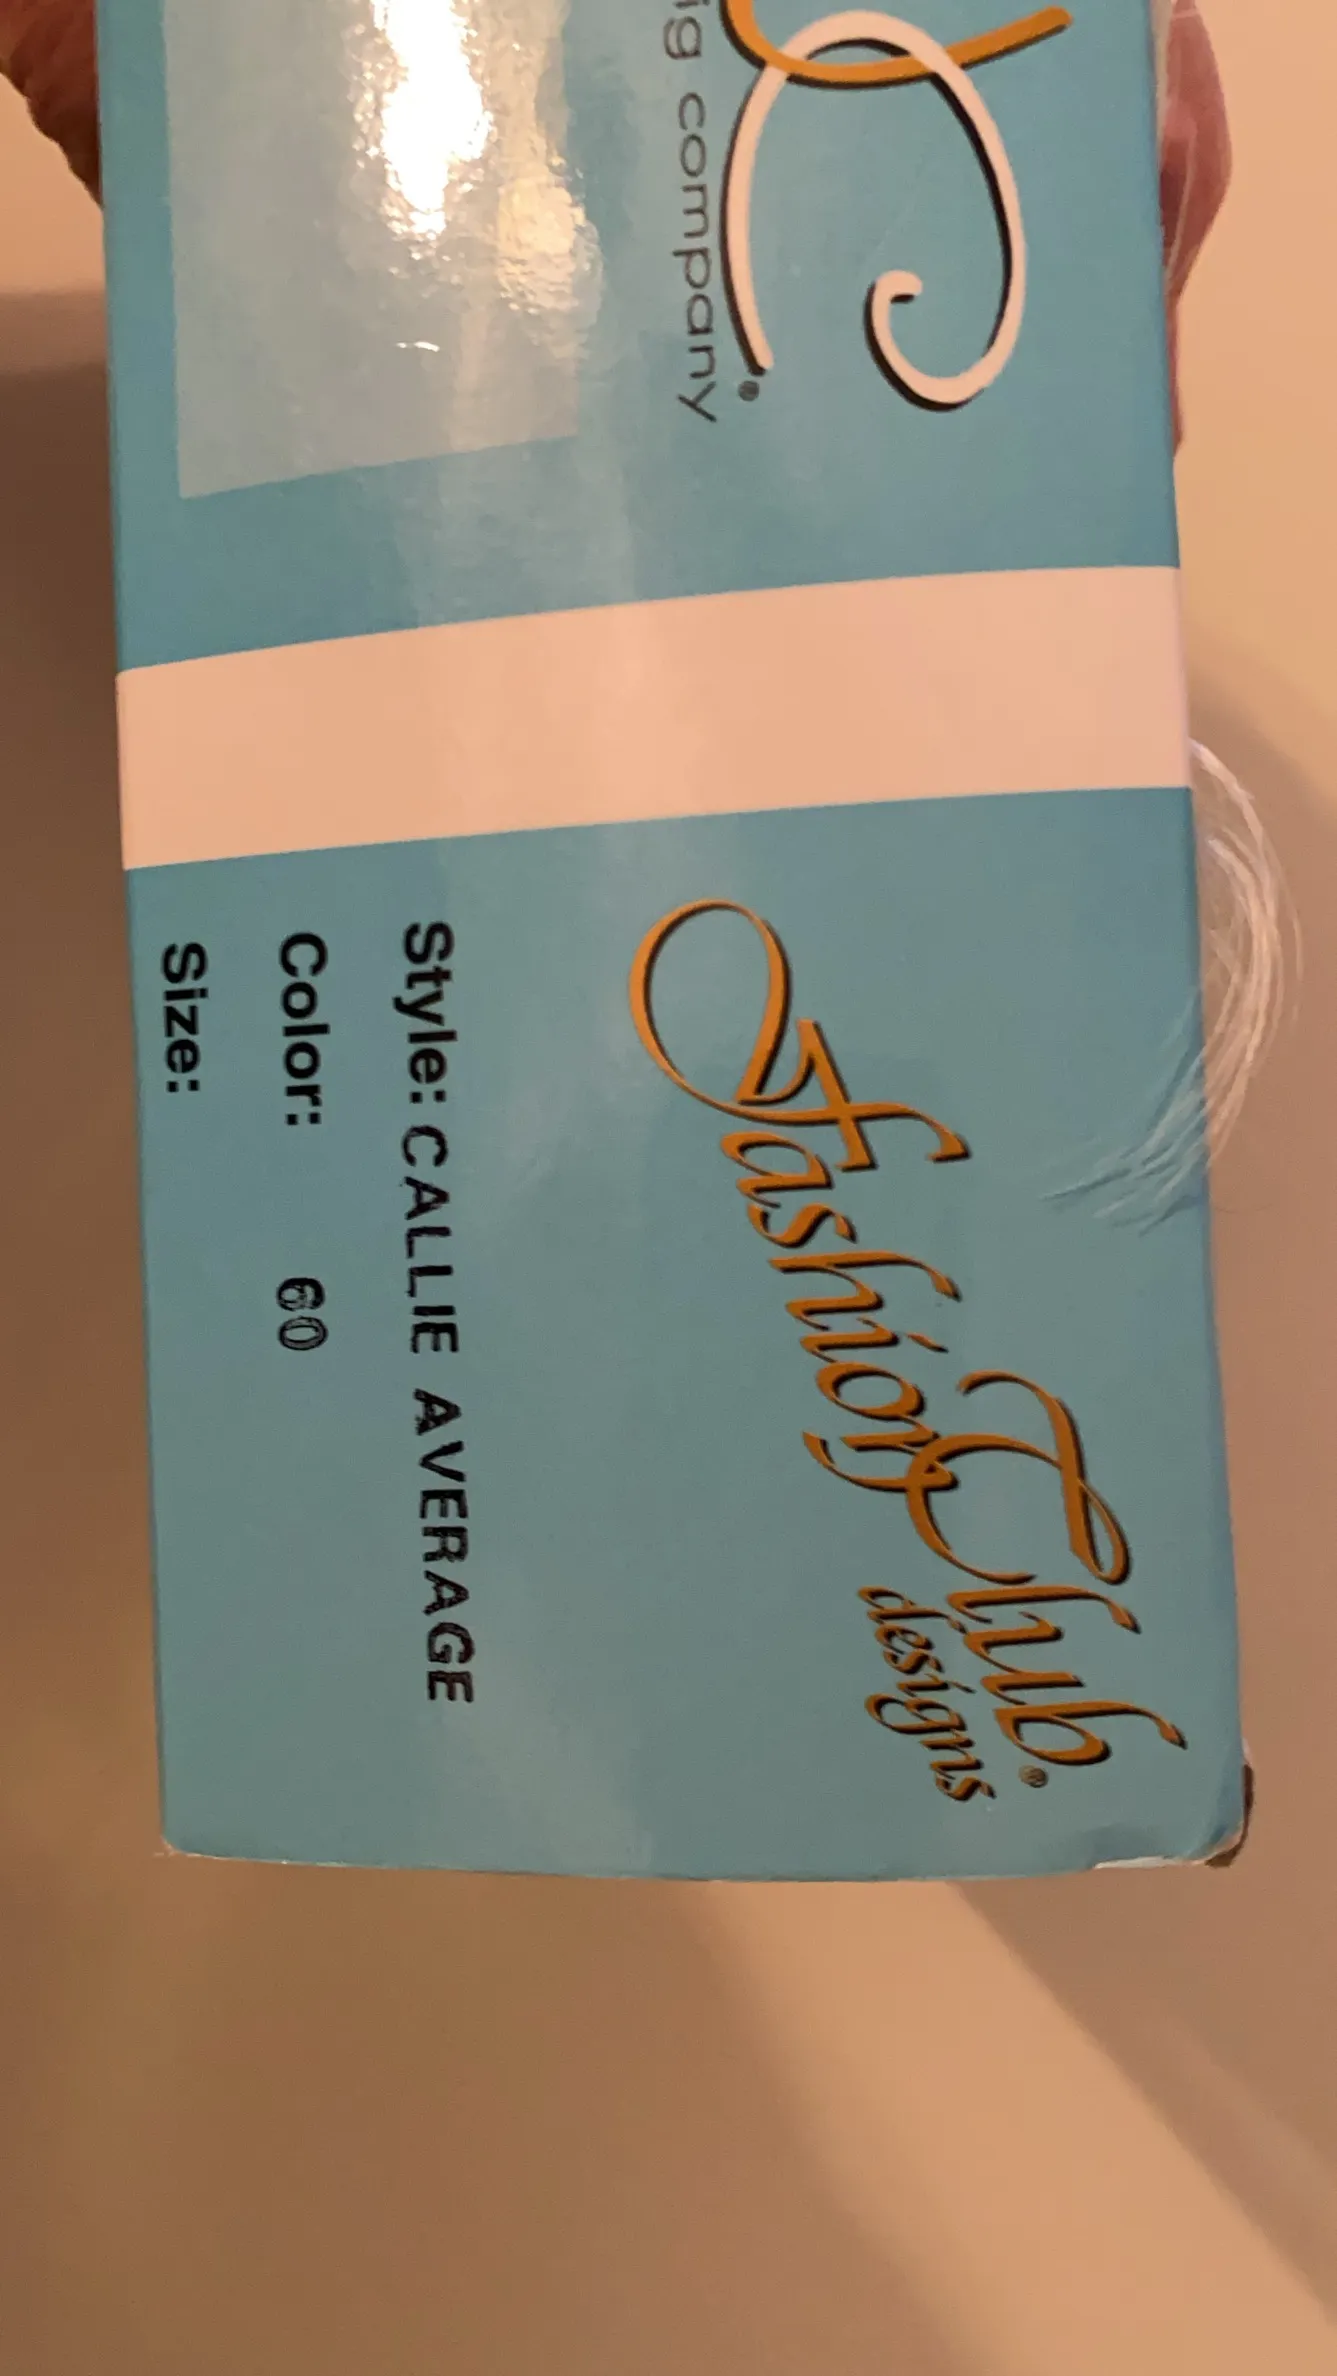 company®
FashionClub®
designs
Style: CALLIE AVERAGE
Color: 60
Size: